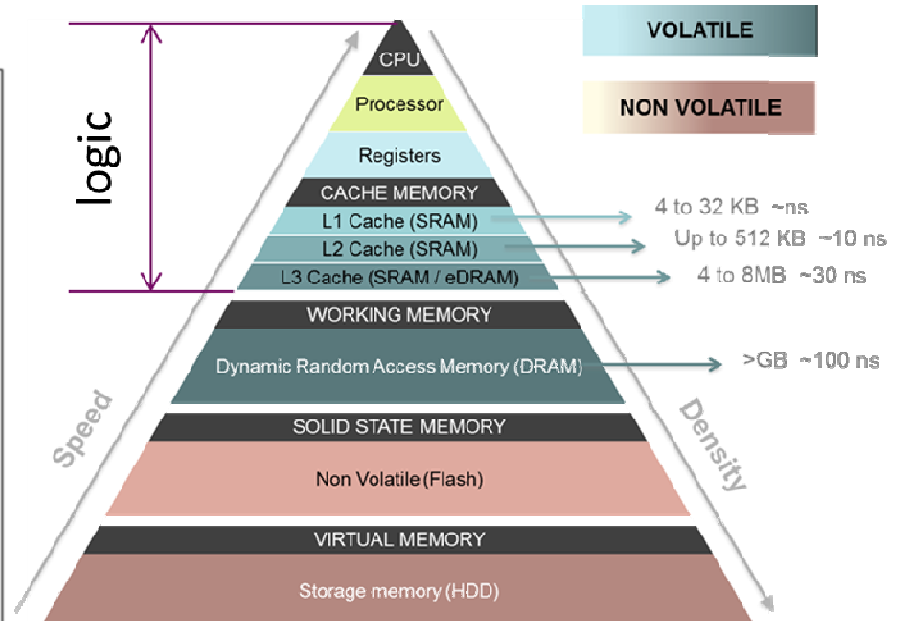 VOLATILE
NON VOLATILE
logic
CPU
Processor
Registers
CACHE MEMORY
L1 Cache (SRAM)
4 to 32 KB ~ns
L2 Cache (SRAM)
Up to 512 KB ~10 ns
L3 Cache (SRAM / eDRAM)
4 to 8MB ~30 ns
WORKING MEMORY
Dynamic Random Access Memory (DRAM)
>GB ~100 ns
Speed
Density
SOLID STATE MEMORY
Non Volatile (Flash)
VIRTUAL MEMORY
Storage memory (HDD)